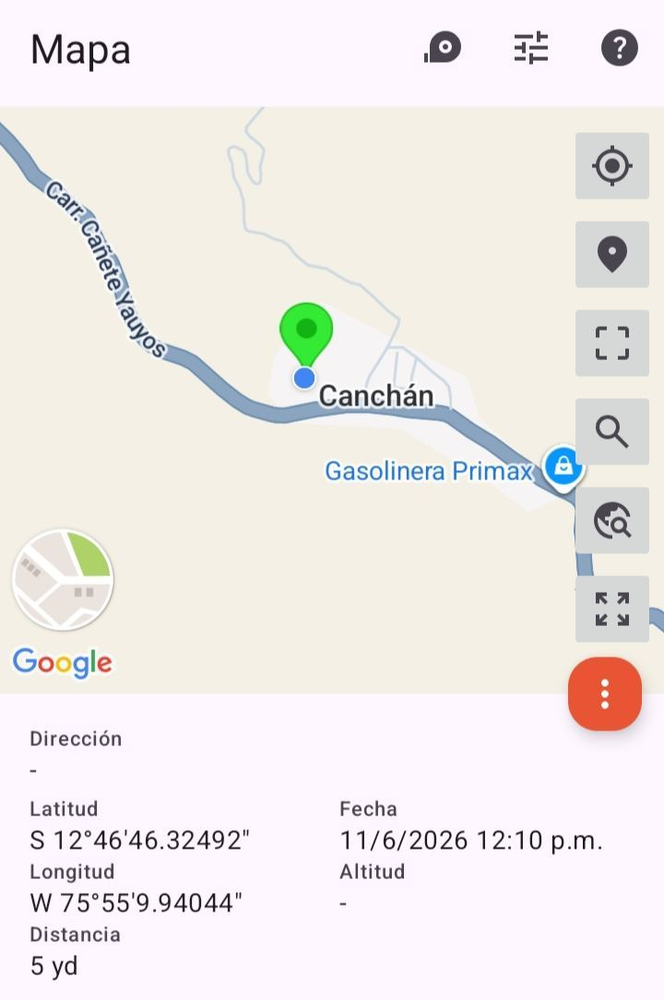 Mapa
Carr. Cañete Yauyos
Canchán
Gasolinera Primax
Google
Dirección
-
Latitud
Fecha
S 12°46'46.32492"
11/6/2026 12:10 p.m.
Longitud
Altitud
W 75°55'9.94044"
-
Distancia
5 yd